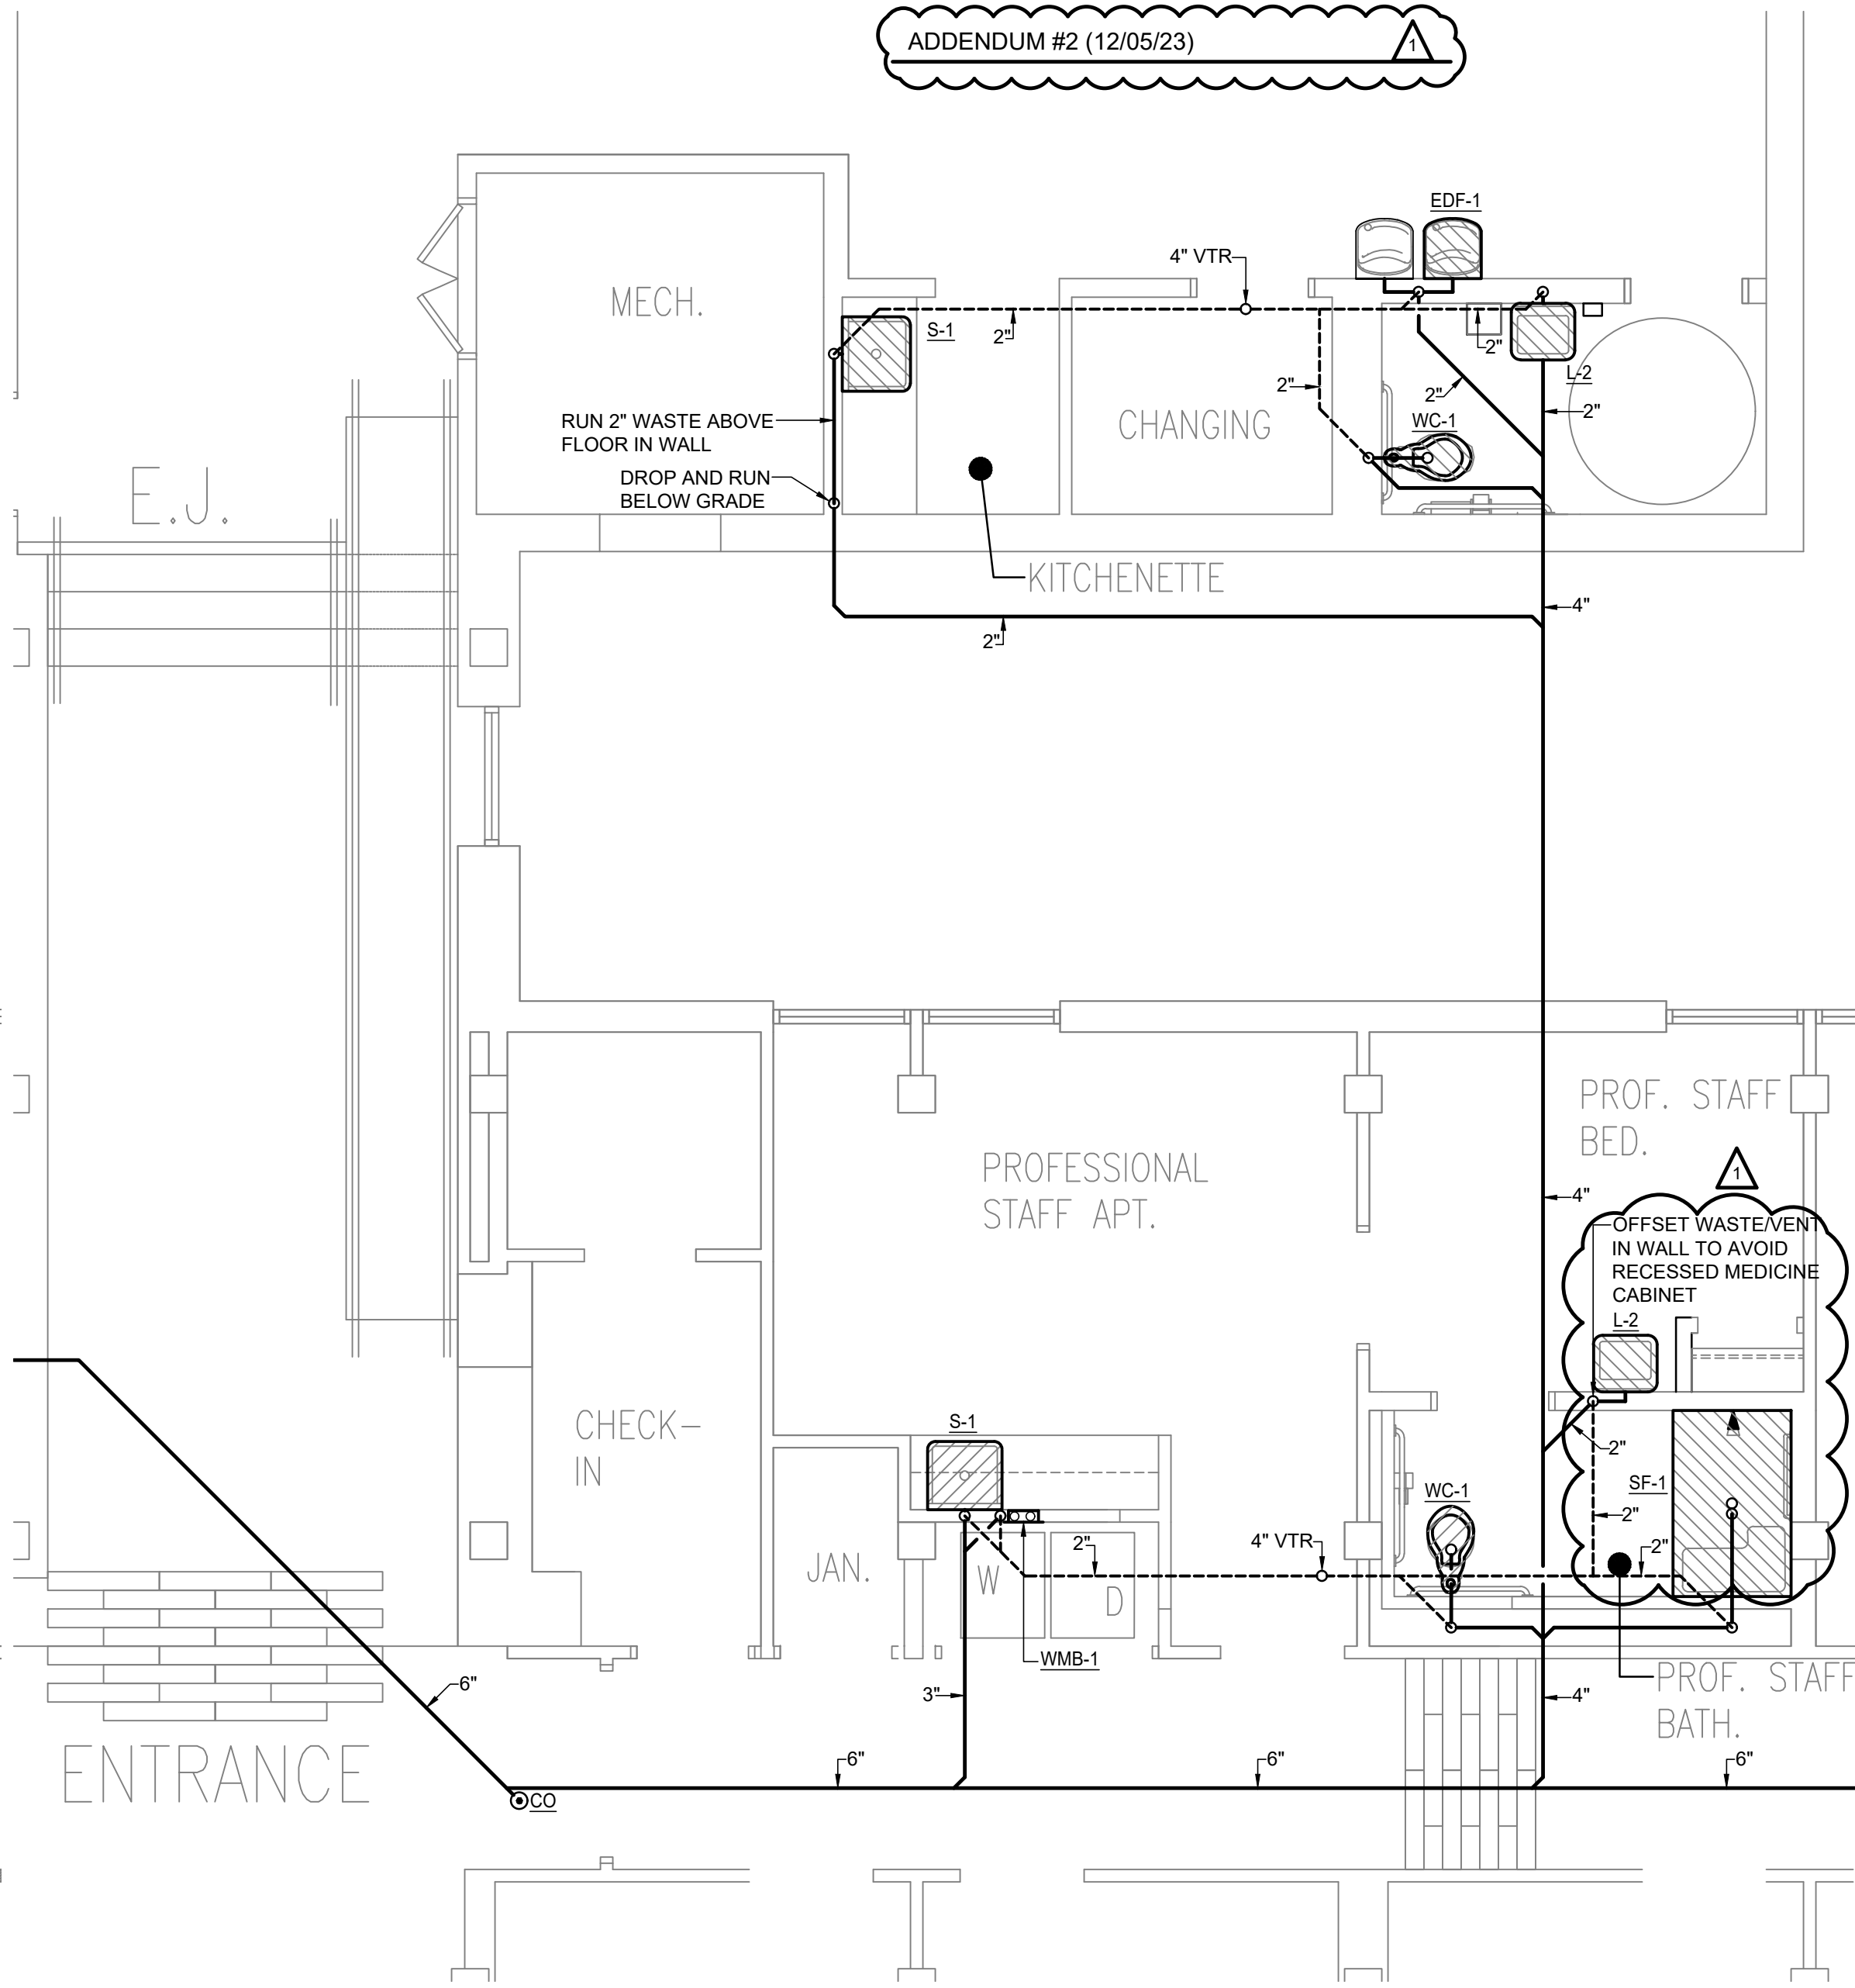 ADDENDUM #2 (12/05/23)
1
EDF-1
4" VTR
MECH.
S-1
2"
2"
L-2
2"
2"
2"
CHANGING
WC-1
RUN 2" WASTE ABOVE
FLOOR IN WALL
DROP AND RUN
BELOW GRADE
E.J.
KITCHENETTE
4"
2"
PROF. STAFF
BED.
PROFESSIONAL
STAFF APT.
1
4"
OFFSET WASTE/VENT
IN WALL TO AVOID
RECESSED MEDICINE
CABINET
L-2
CHECK-
IN
S-1
2"
SF-1
WC-1
2"
2"
4" VTR
2"
JAN.
W
D
WMB-1
3"
6"
4"
PROF. STAFF
BATH.
ENTRANCE
6"
6"
6"
CO